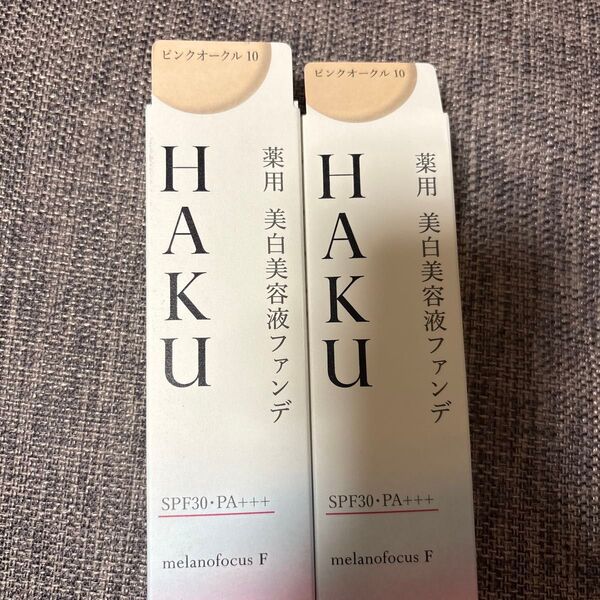 ピンクオークル 10
HAKU
薬用 美白美容液ファンデ
SPF30・PA+++
melanofocus F
ピンクオークル 10
HAKU
薬用 美白美容液ファンデ
SPF30・PA+++
melanofocus F